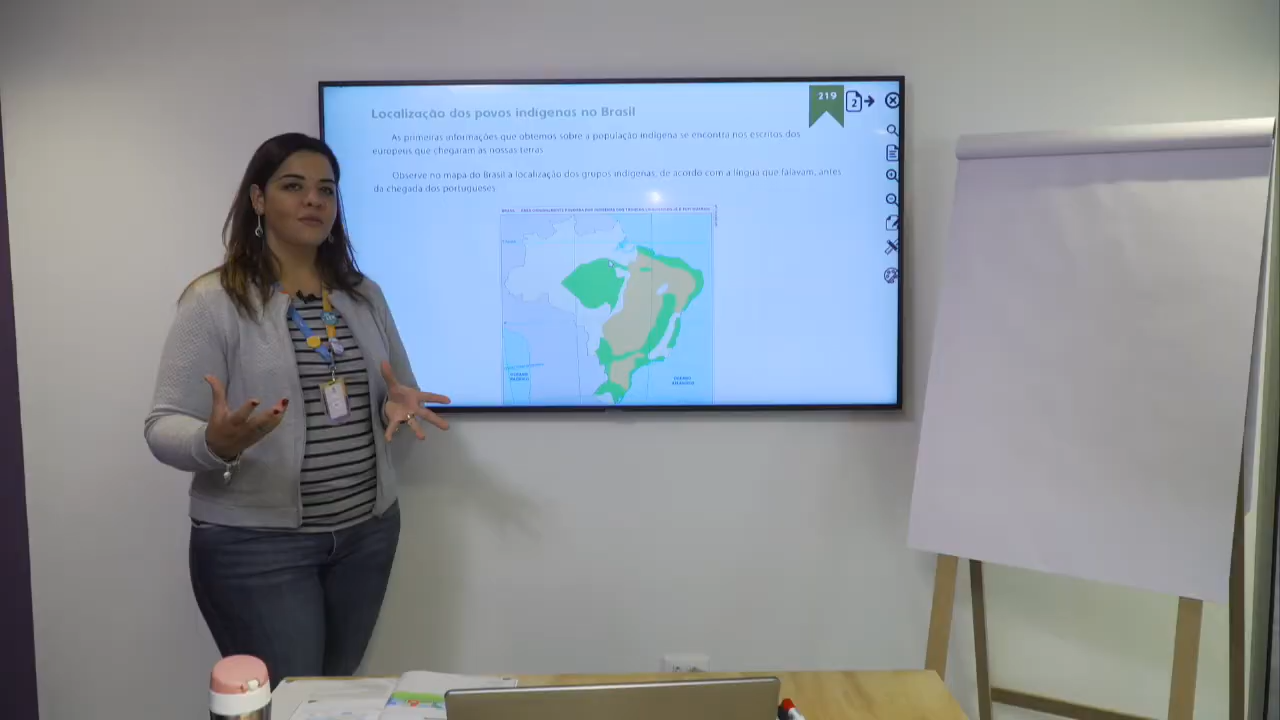 Localização dos povos indígenas no Brasil
219
2
As primeiras informações que obtemos sobre a população indígena se encontra nos escritos dos
europeus que chegaram às nossas terras.
Observe no mapa do Brasil a localização dos grupos indígenas, de acordo com a língua que falavam, antes
da chegada dos portugueses.